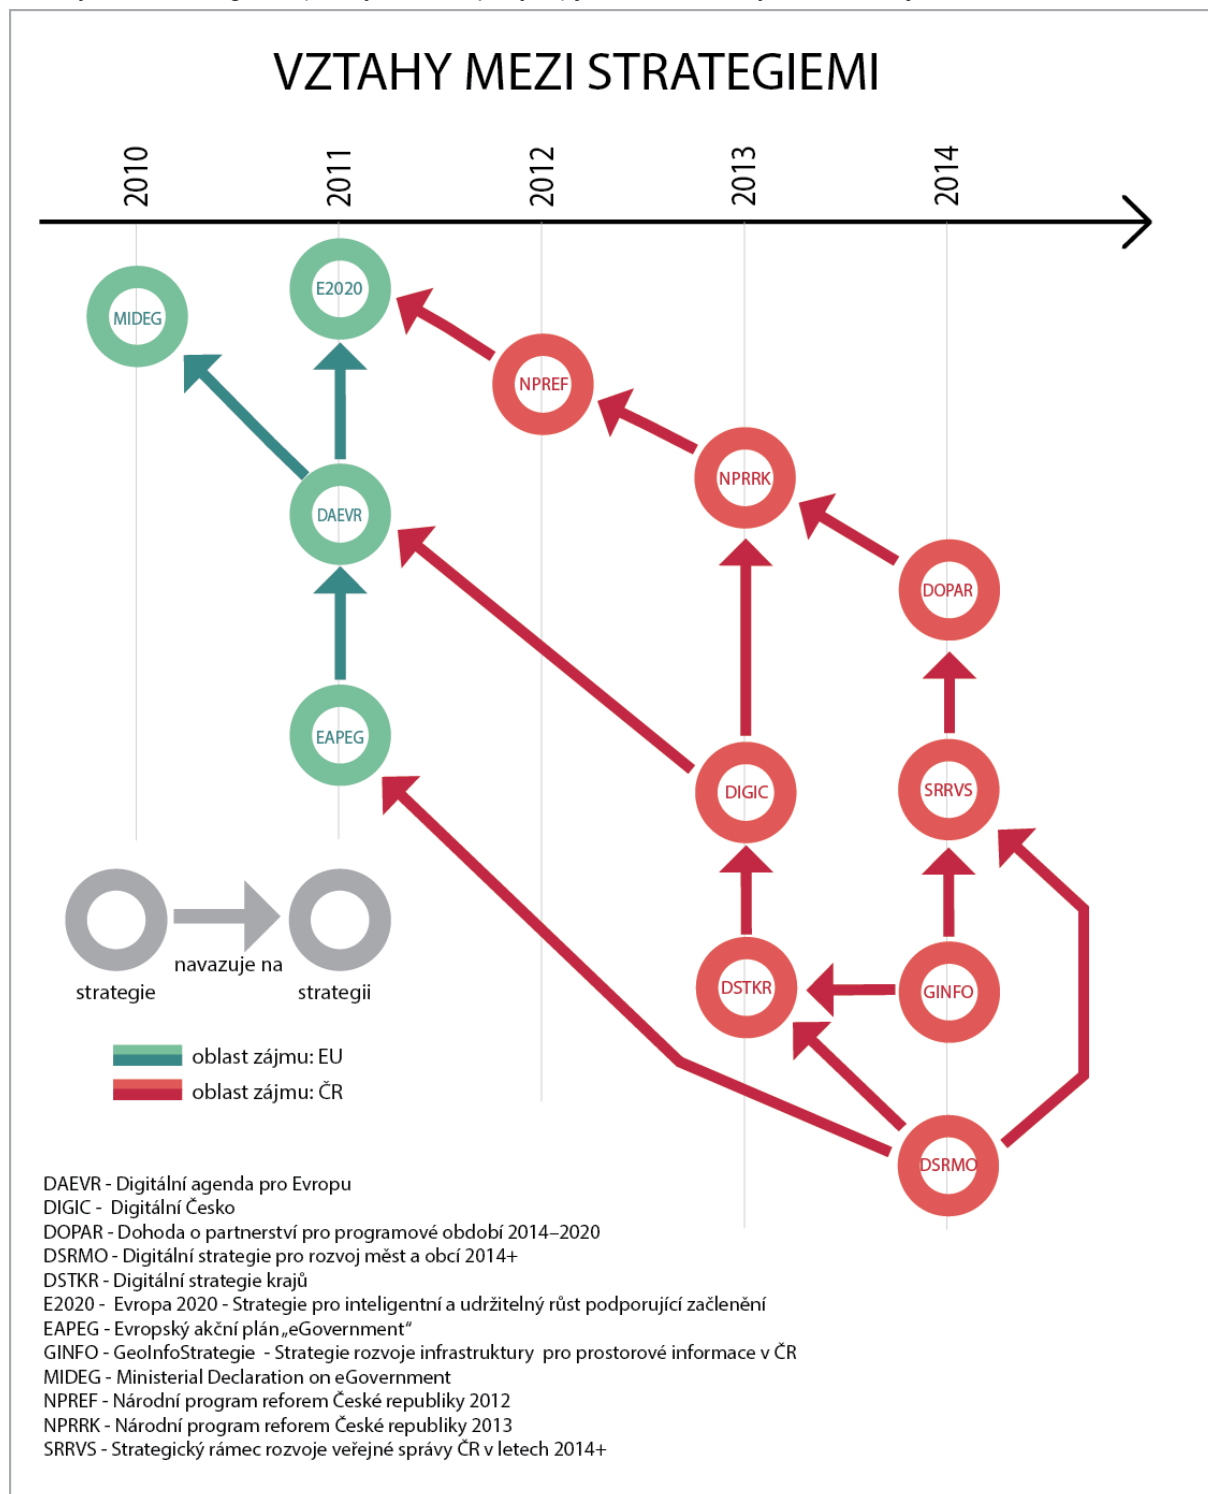 VZTAHY MEZI STRATEGIEMI
2010
2011
2012
2013
2014
MIDEG
E2020
NPREF
NPRRK
DAEVR
DOPAR
EAPEG
DIGIC
SRRVS
DSTKR
GINFO
DSRMO
navazuje na
strategie
strategii
oblast zájmu: EU
oblast zájmu: ČR
DAEVR - Digitální agenda pro Evropu
DIGIC - Digitální Česko
DOPAR - Dohoda o partnerství pro programové období 2014–2020
DSRMO - Digitální strategie pro rozvoj měst a obcí 2014+
DSTKR - Digitální strategie krajů
E2020 - Evropa 2020 - Strategie pro inteligentní a udržitelný růst podporující začlenění
EAPEG - Evropský akční plán „eGovernment“
GINFO - GeoInfoStrategie - Strategie rozvoje infrastruktury pro prostorové informace v ČR
MIDEG - Ministerial Declaration on eGovernment
NPREF - Národní program reforem České republiky 2012
NPRRK - Národní program reforem České republiky 2013
SRRVS - Strategický rámec rozvoje veřejné správy ČR v letech 2014+